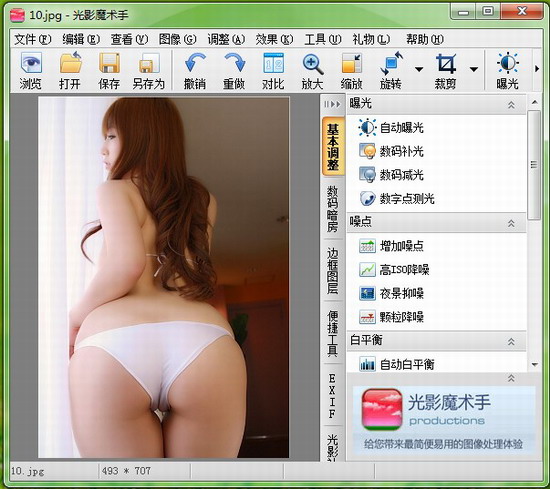 10.jpg - 光影魔术手
文件(F) 编辑(E) 查看(V) 图像(G) 调整(A) 效果(K) 工具(U) 礼物(L) 帮助(H)
浏览 打开 保存 另存为 撤销 重做 对比 放大 缩放 旋转 裁剪 曝光
基本调整
数码暗房
边框图层
便捷工具
EXIF
曝光
自动曝光
数码补光
数码减光
数字点测光
噪点
增加噪点
高ISO降噪
夜景抑噪
颗粒降噪
白平衡
自动白平衡
光影魔术手
productions
给您带来最简便易用的图像处理体验
10.jpg 493 * 707